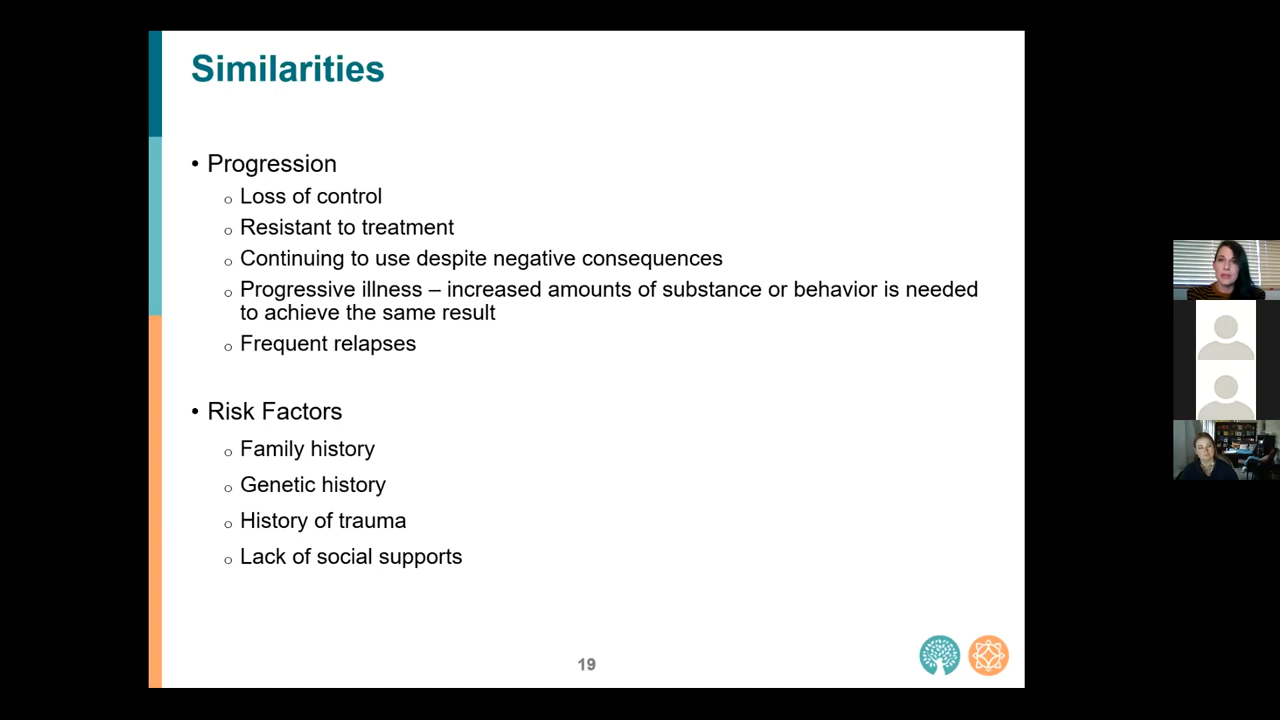 Similarities
• Progression
o Loss of control
o Resistant to treatment
o Continuing to use despite negative consequences
o Progressive illness – increased amounts of substance or behavior is needed
to achieve the same result
o Frequent relapses
• Risk Factors
o Family history
o Genetic history
o History of trauma
o Lack of social supports
19